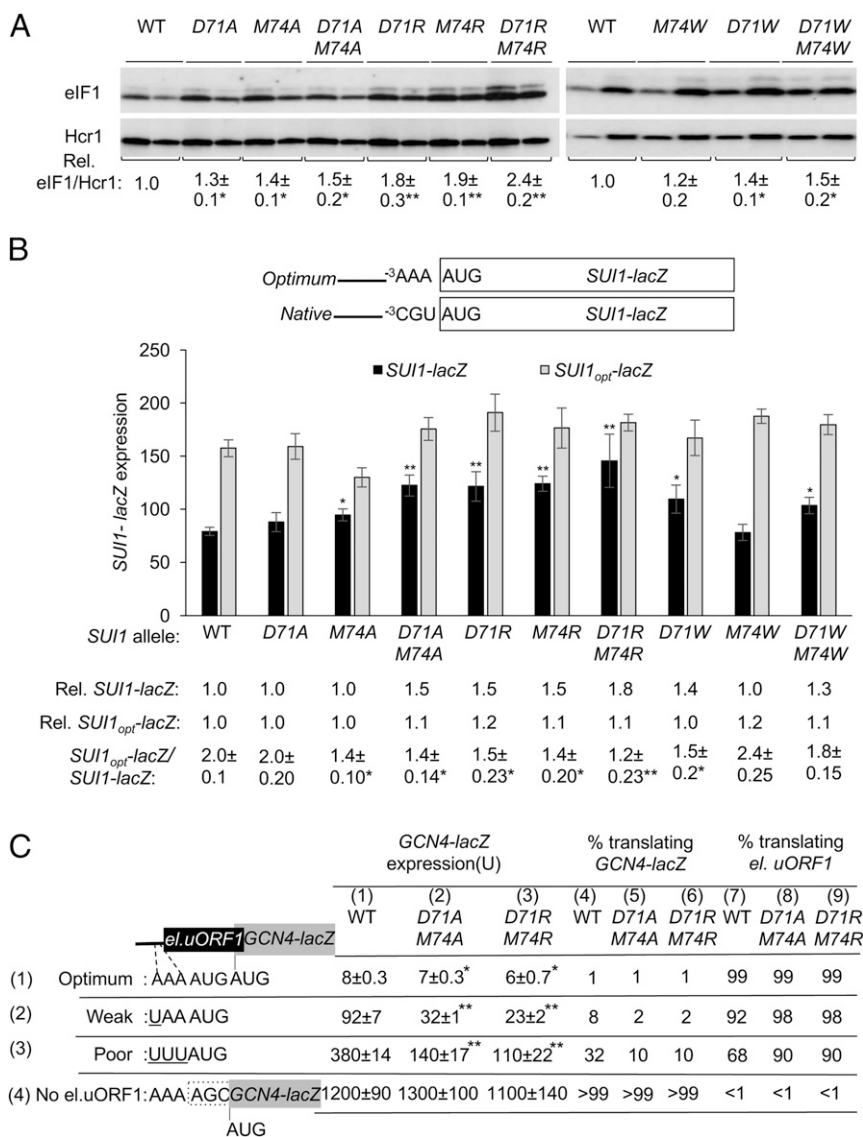 A
WT D71A M74A D71A M74A D71R M74R D71R M74R WT M74W D71W D71W M74W
eIF1
Hcr1
Rel.
eIF1/Hcr1: 1.0 1.3± 0.1* 1.4± 0.1* 1.5± 0.2* 1.8± 0.3** 1.9± 0.1** 2.4± 0.2** 1.0 1.2± 0.2 1.4± 0.1* 1.5± 0.2*
B
Optimum -3AAA AUG SUI1-lacZ
Native -3CGU AUG SUI1-lacZ
SUI1-lacZ SUI1opt-lacZ
SUI1- lacZ expression
250
200
150
100
50
0
* ** ** ** ** * *
SUI1 allele: WT D71A M74A D71A M74A D71R M74R D71R M74R D71W M74W D71W M74W
Rel. SUI1-lacZ: 1.0 1.0 1.0 1.5 1.5 1.5 1.8 1.4 1.0 1.3
Rel. SUI1opt-lacZ: 1.0 1.0 1.0 1.1 1.2 1.1 1.1 1.0 1.2 1.1
SUI1opt-lacZ/ 2.0± 2.0± 1.4± 1.4± 1.5± 1.4± 1.2± 1.5± 2.4± 1.8±
SUI1-lacZ: 0.1 0.20 0.10* 0.14* 0.23* 0.20* 0.23** 0.2* 0.25 0.15
C
GCN4-lacZ expression(U) % translating GCN4-lacZ % translating el. uORF1
(1) (2) (3) (4) (5) (6) (7) (8) (9)
WT D71A M74A D71R M74R WT D71A M74A D71R M74R WT D71A M74A D71R M74R
el.uORF1 GCN4-lacZ
(1) Optimum :AAA AUG AUG 8±0.3 7±0.3* 6±0.7* 1 1 1 99 99 99
(2) Weak :UAA AUG 92±7 32±1** 23±2** 8 2 2 92 98 98
(3) Poor :UUUAUG 380±14 140±17** 110±22** 32 10 10 68 90 90
(4) No el.uORF1:AAA AGCGCN4-lacZ 1200±90 1300±100 1100±140 >99 >99 >99 <1 <1 <1
AUG